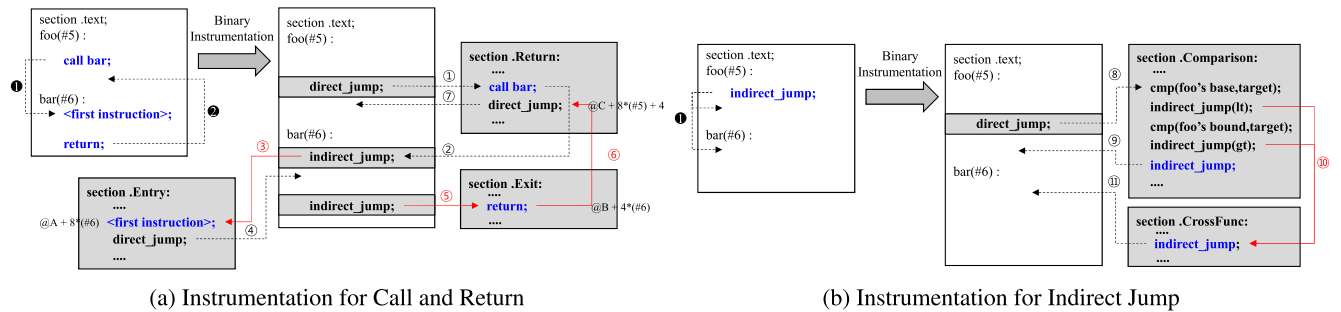 section .text;
foo(#5) :
call bar;
❶
bar(#6) :
<first instruction>;
❷
return;
Binary
Instrumentation
section .text;
foo(#5) :
direct_jump;
bar(#6) :
indirect_jump;
indirect_jump;
①
⑦
②
③
④
⑤
⑥
section .Return:
....
call bar;
direct_jump;
....
@C + 8*(#5) + 4
section .Entry:
....
<first instruction>;
direct_jump;
....
@A + 8*(#6)
section .Exit:
....
return;
....
@B + 4*(#6)
(a) Instrumentation for Call and Return
section .text;
foo(#5) :
indirect_jump;
❶
bar(#6) :
Binary
Instrumentation
section .text;
foo(#5) :
direct_jump;
bar(#6) :
⑧
⑨
⑪
⑩
section .Comparison:
....
cmp(foo's base,target);
indirect_jump(lt);
cmp(foo's bound,target);
indirect_jump(gt);
indirect_jump;
....
section .CrossFunc:
....
indirect_jump;
....
(b) Instrumentation for Indirect Jump